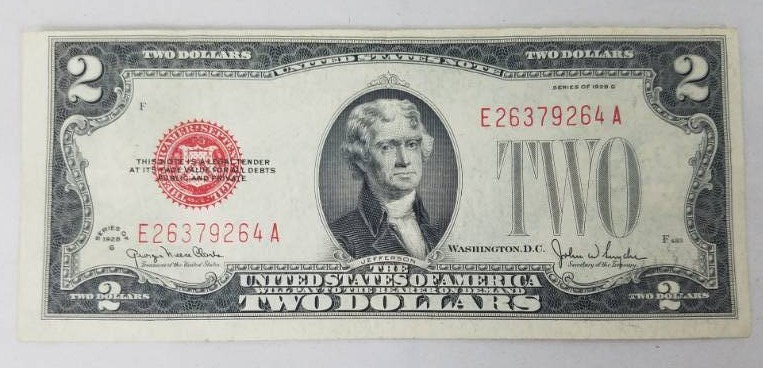 2 TWO DOLLARS UNITED STATES NOTE TWO DOLLARS 2
SERIES OF 1928 G
F
E26379264A
THIS NOTE IS A LEGAL TENDER
AT ITS FACE VALUE FOR ALL DEBTS
PUBLIC AND PRIVATE
TWO
SERIES OF
1928
G
E26379264A
WASHINGTON, D.C.
F
Treasurer of the United States
JEFFERSON
Secretary of the Treasury
THE
UNITED STATES OF AMERICA
WILL PAY TO THE BEARER ON DEMAND
TWO DOLLARS 2 TWO DOLLARS TWO DOLLARS 2